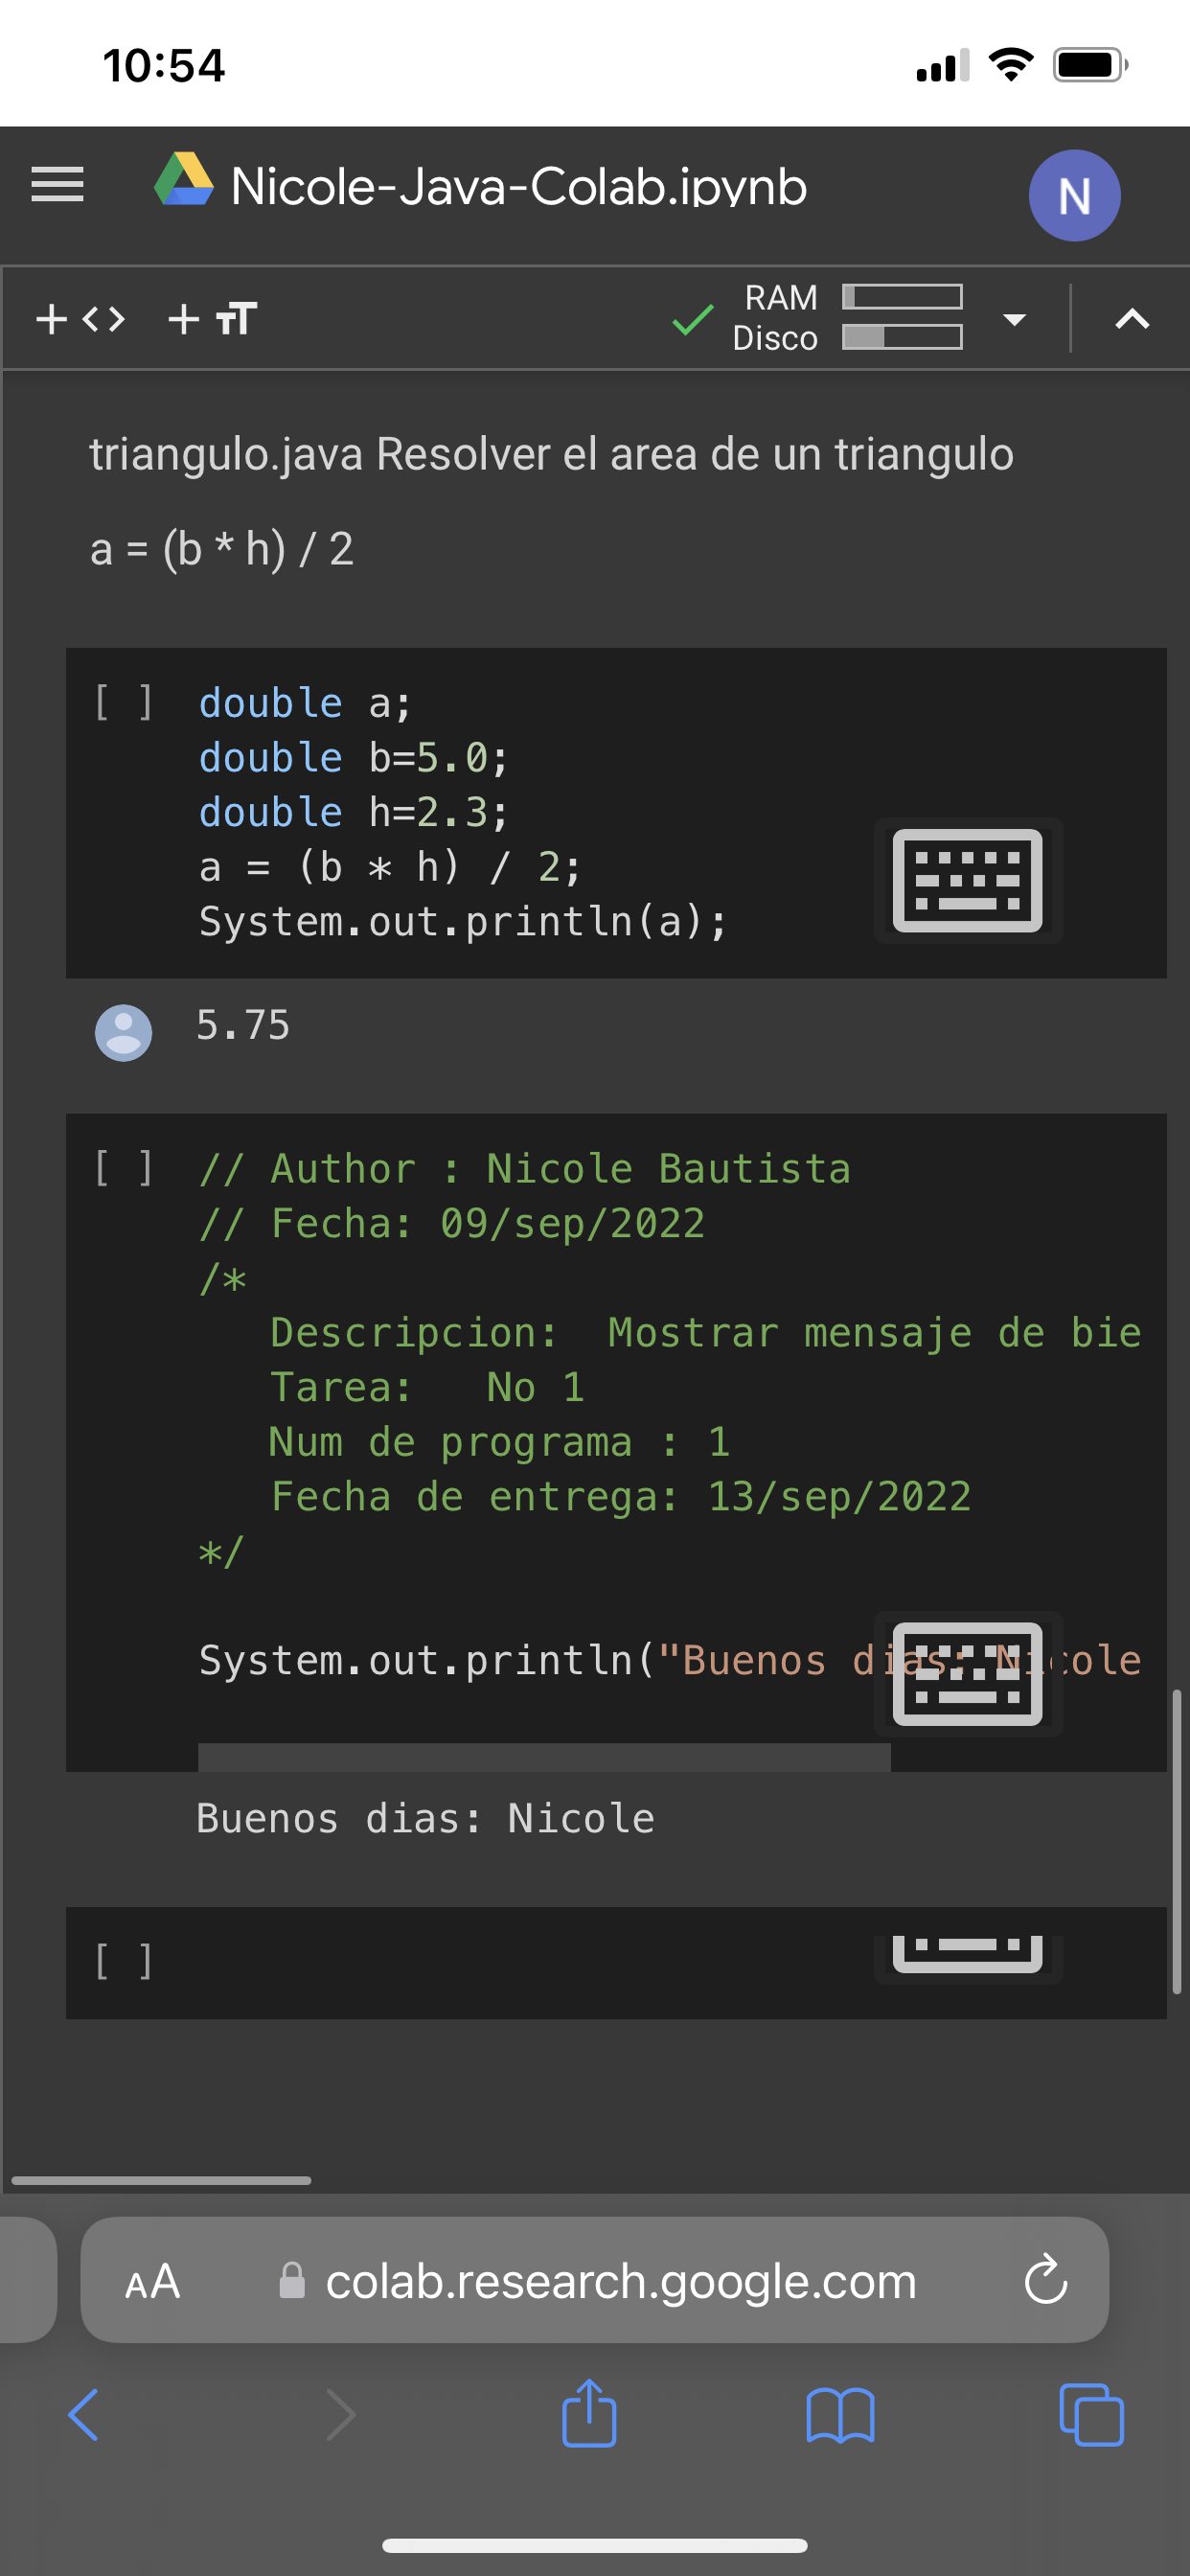 10:54
Nicole-Java-Colab.ipynb
N
+ <> + TT
RAM
Disco
triangulo.java Resolver el area de un triangulo
a = (b * h) / 2
[ ] double a;
double b=5.0;
double h=2.3;
a = (b * h) / 2;
System.out.println(a);
5.75
[ ] // Author : Nicole Bautista
// Fecha: 09/sep/2022
/*
Descripcion:  Mostrar mensaje de bie
Tarea:   No 1
Num de programa : 1
Fecha de entrega: 13/sep/2022
*/
System.out.println("Buenos dias: Nicole
Buenos dias: Nicole
[ ]
AA colab.research.google.com